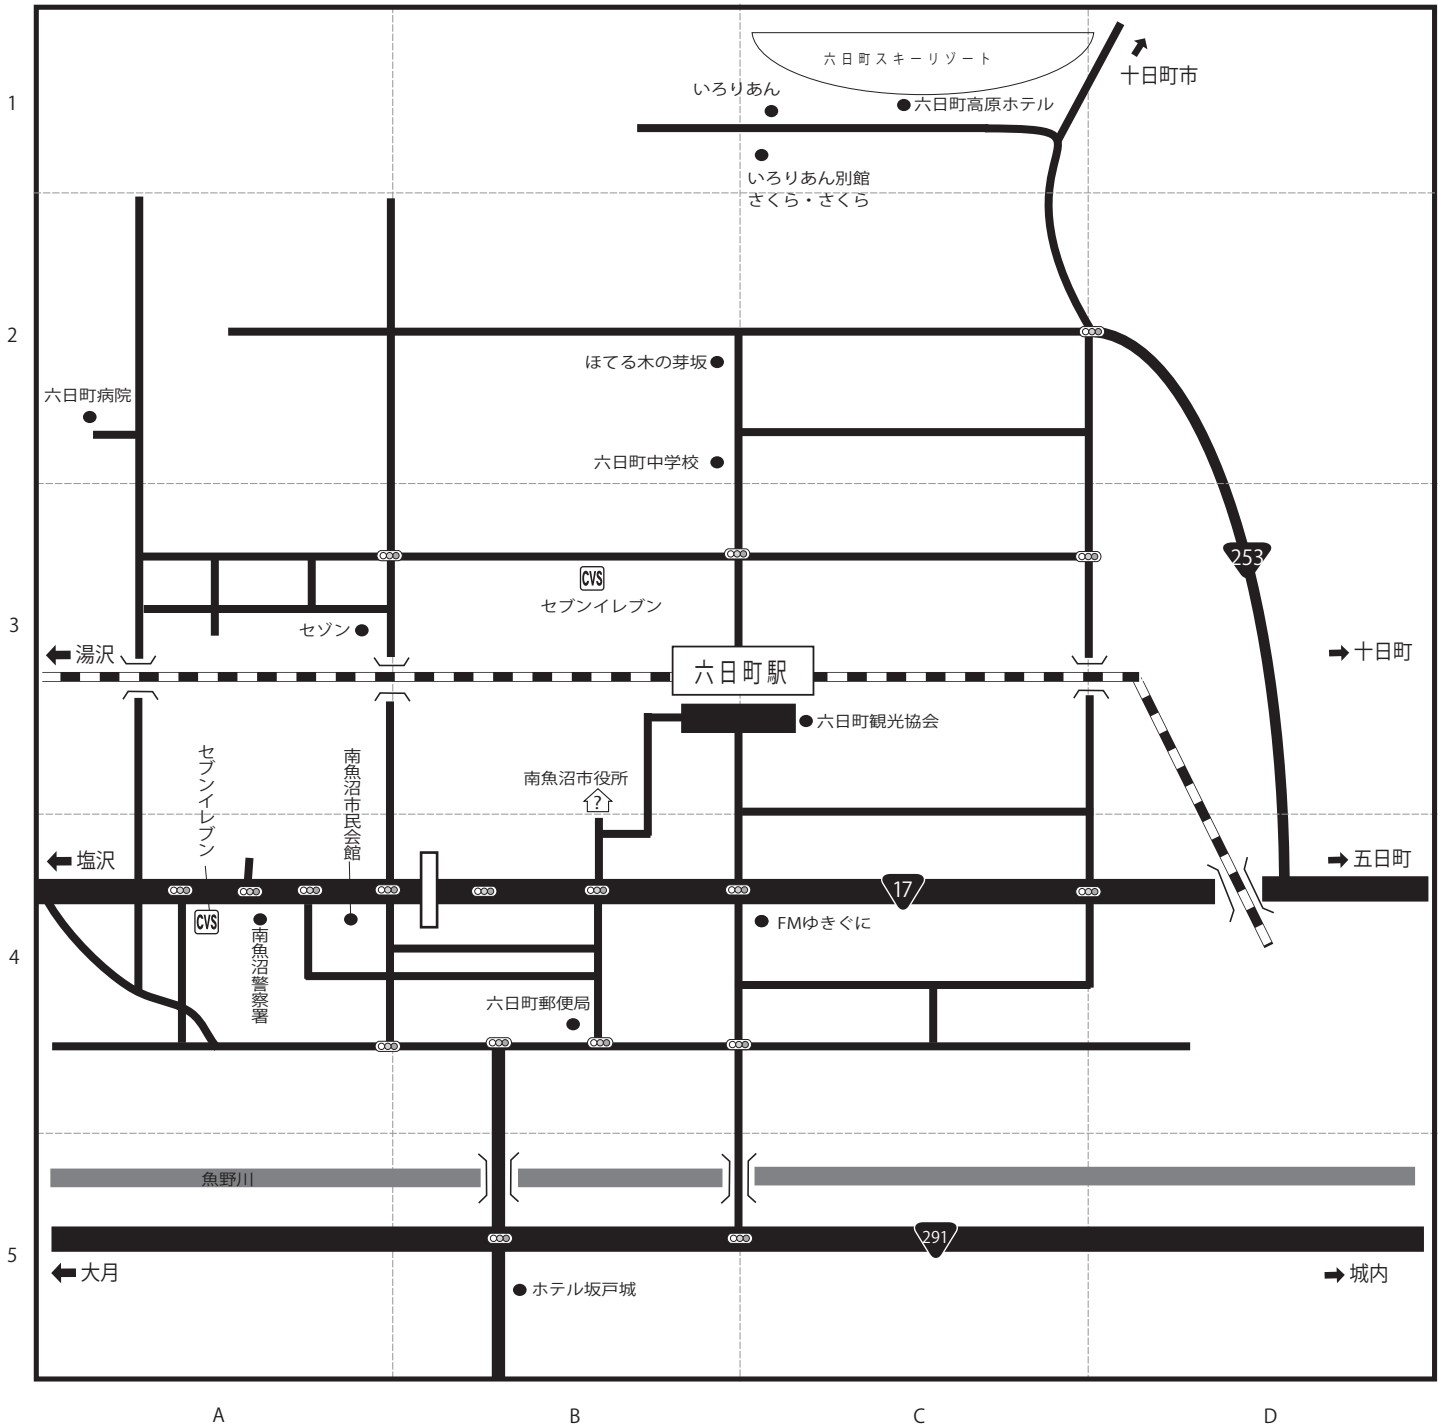 六日町スキーリゾート
十日町市
いろりあん
1
六日町高原ホテル
いろりあん別館
さくら・さくら
2
ほてる木の芽坂
六日町病院
六日町中学校
253
CVS
セブンイレブン
3
セゾン
湯沢
十日町
六日町駅
六日町観光協会
セブンイレブン
南魚沼市民会館
南魚沼市役所
?
塩沢
五日町
17
CVS
FMゆきぐに
南魚沼警察署
4
六日町郵便局
魚野川
291
5
大月
城内
ホテル坂戸城
A
B
C
D